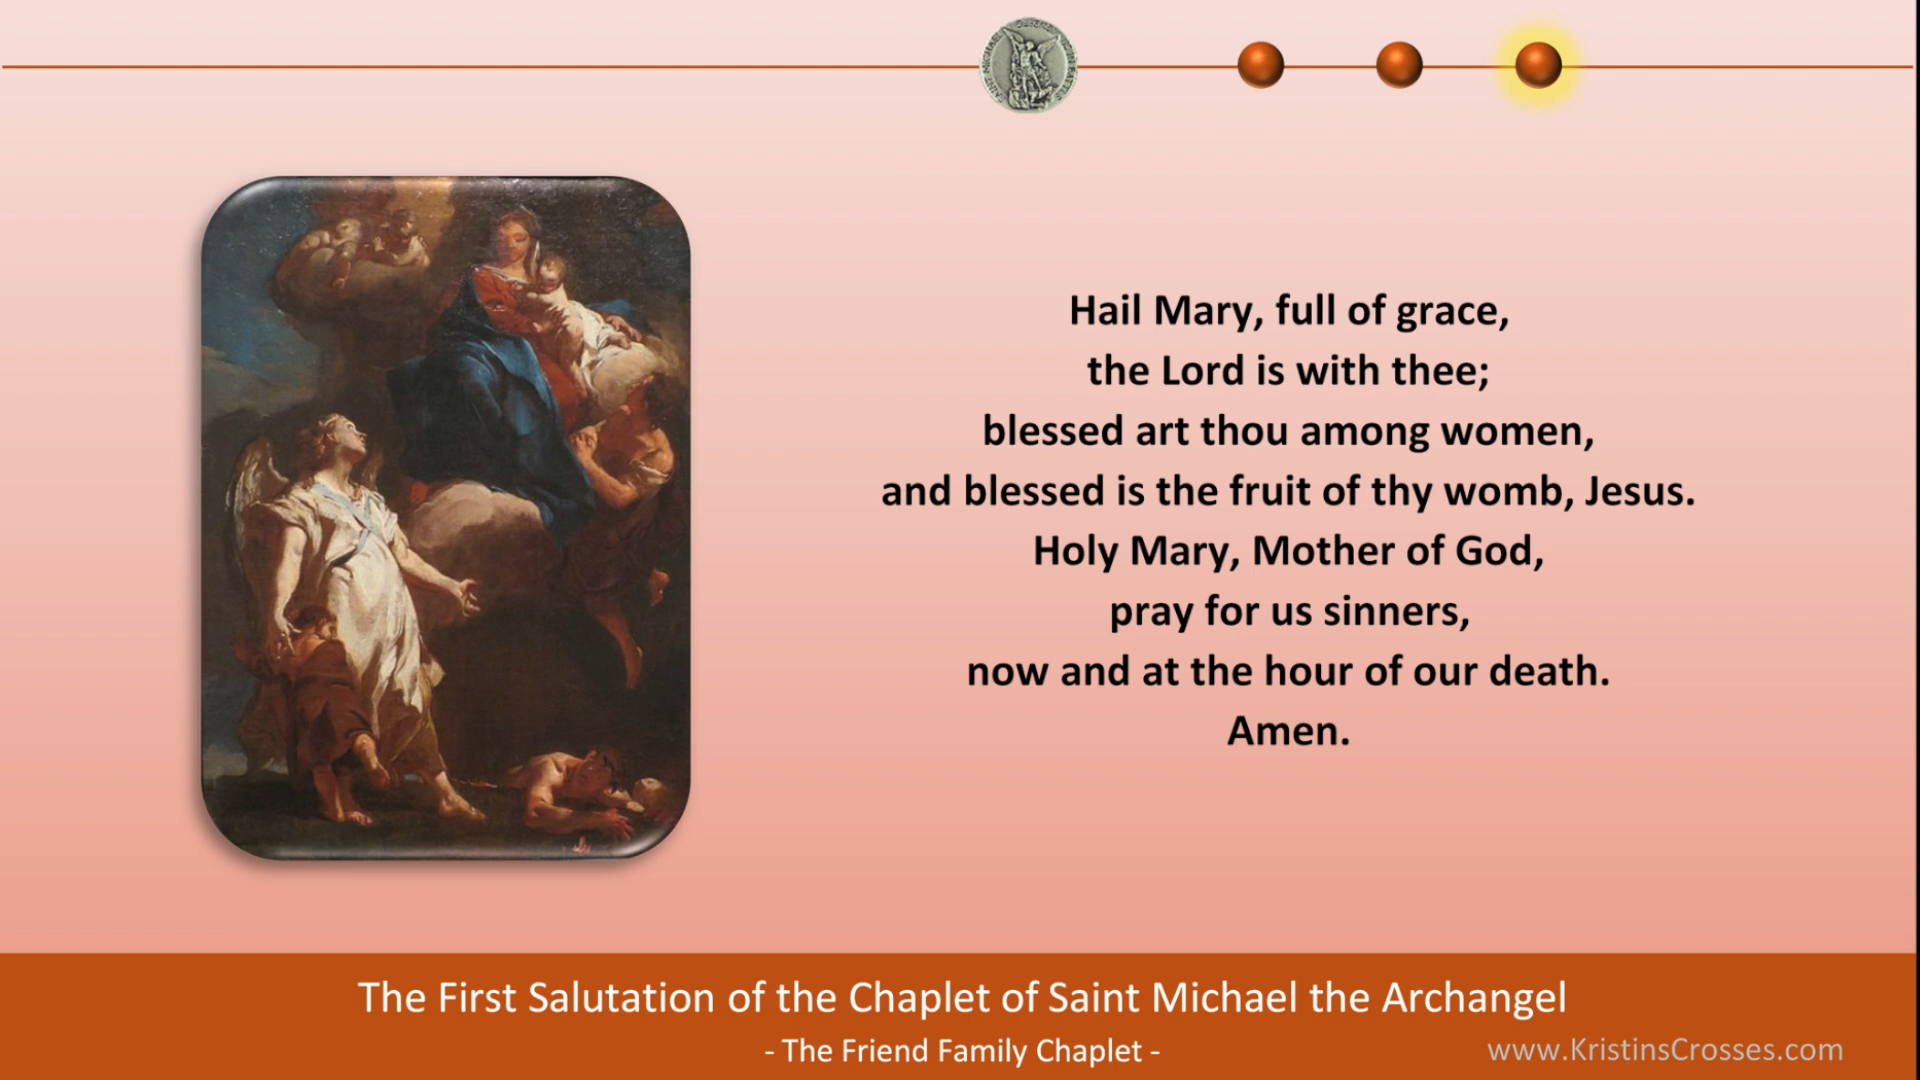 Hail Mary, full of grace,
the Lord is with thee;
blessed art thou among women,
and blessed is the fruit of thy womb, Jesus.
Holy Mary, Mother of God,
pray for us sinners,
now and at the hour of our death.
Amen.
The First Salutation of the Chaplet of Saint Michael the Archangel
- The Friend Family Chaplet -
www.KristinsCrosses.com